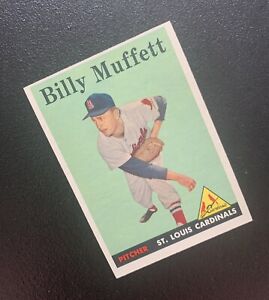 Billy Muffett
PITCHER ST. LOUIS CARDINALS